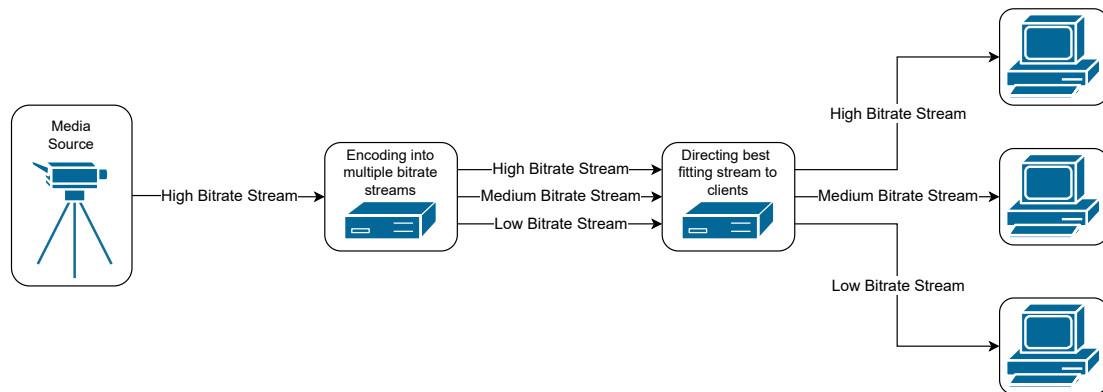 Media
Source
High Bitrate Stream
Encoding into
multiple bitrate
streams
High Bitrate Stream
Medium Bitrate Stream
Low Bitrate Stream
Directing best
fitting stream to
clients
High Bitrate Stream
Medium Bitrate Stream
Low Bitrate Stream